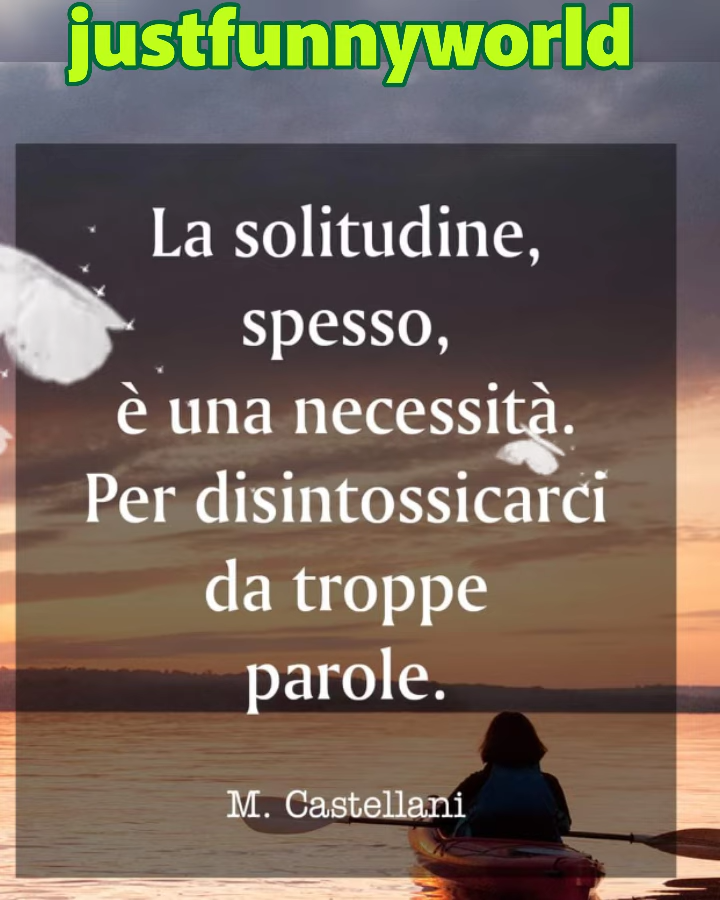 justfunnyworld
La solitudine,
spesso,
è una necessità.
Per disintossicarci
da troppe
parole.
M. Castellani